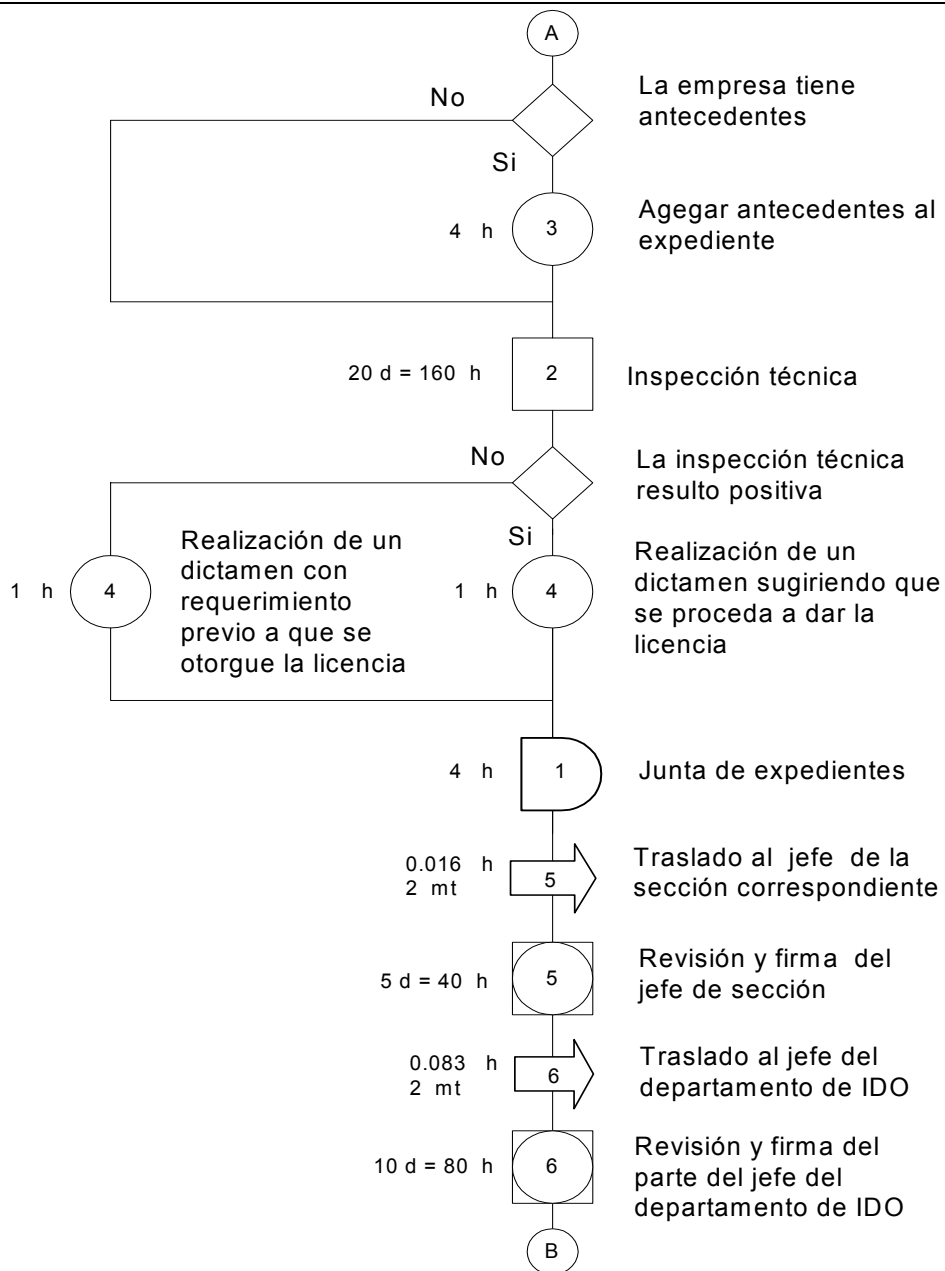 A
La empresa tiene
antecedentes
No
Si
4 h
3
Agegar antecedentes al
expediente
20 d = 160 h
2
Inspección técnica
No
La inspección técnica
resulto positiva
Si
1 h
4
Realización de un
dictamen con
requerimiento
previo a que se
otorgue la licencia
1 h
4
Realización de un
dictamen sugiriendo que
se proceda a dar la
licencia
4 h
1
Junta de expedientes
0.016 h
2 mt
5
Traslado al jefe de la
sección correspondiente
5 d = 40 h
5
Revisión y firma del
jefe de sección
0.083 h
2 mt
6
Traslado al jefe del
departamento de IDO
10 d = 80 h
6
Revisión y firma del
parte del jefe del
departamento de IDO
B